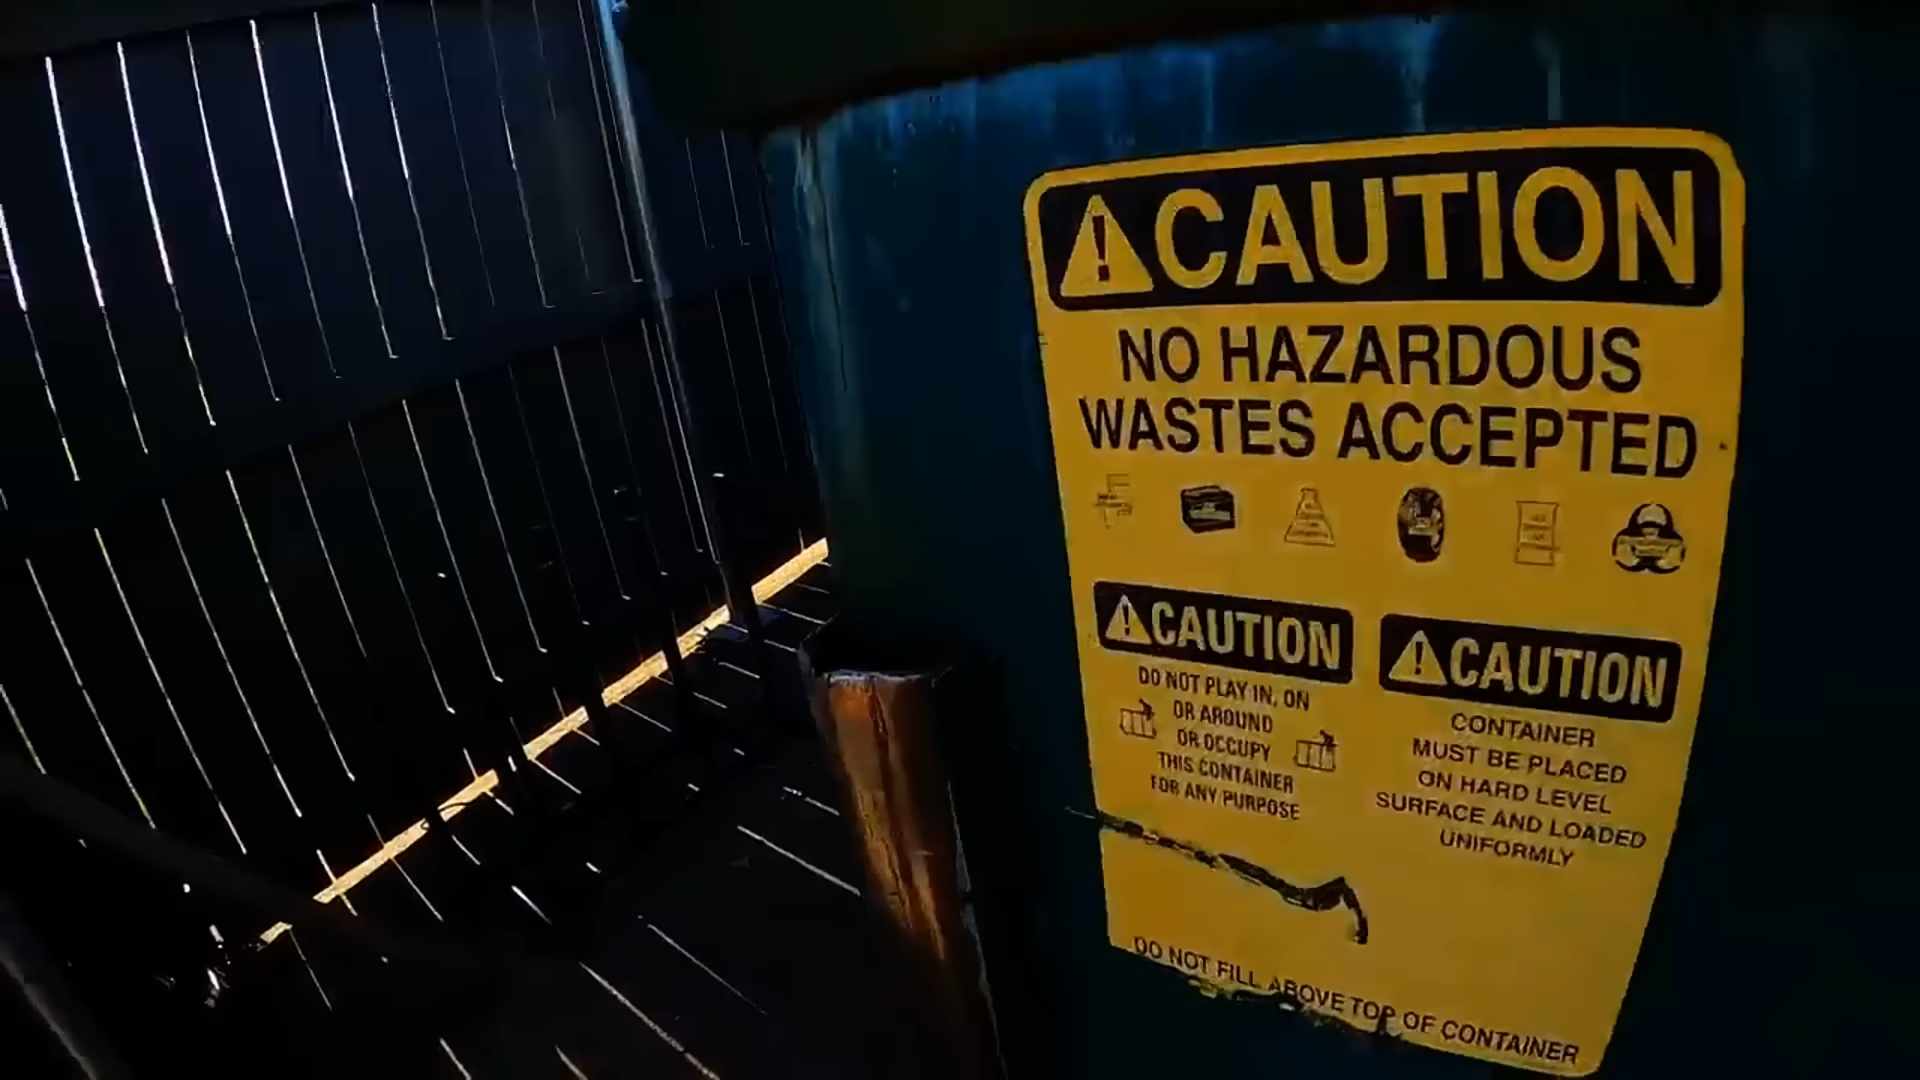 CAUTION
NO HAZARDOUS
WASTES ACCEPTED
CAUTION
DO NOT PLAY IN, ON
OR AROUND
OR OCCUPY
THIS CONTAINER
FOR ANY PURPOSE
CAUTION
CONTAINER
MUST BE PLACED
ON HARD LEVEL
SURFACE AND LOADED
UNIFORMLY
DO NOT FILL ABOVE TOP OF CONTAINER